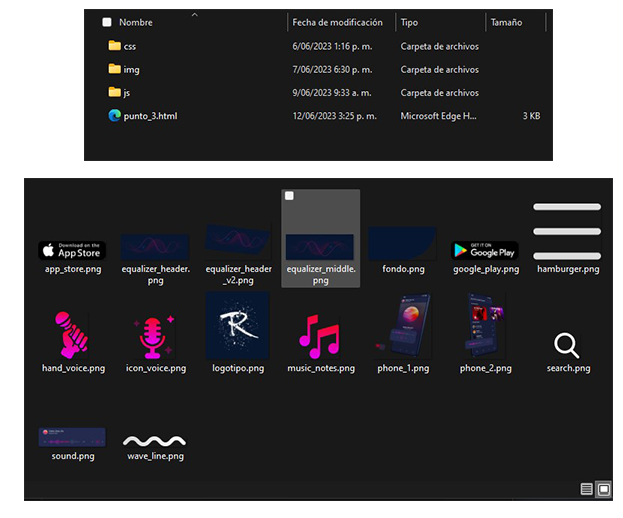 Nombre Fecha de modificación Tipo Tamaño
css 6/06/2023 1:16 p. m. Carpeta de archivos
img 7/06/2023 6:30 p. m. Carpeta de archivos
js 9/06/2023 9:33 a. m. Carpeta de archivos
punto_3.html 12/06/2023 3:25 p. m. Microsoft Edge H... 3 KB
Download on the
App Store
GET IT ON
Google Play
app_store.png
equalizer_header.
png
equalizer_header
_v2.png
equalizer_middle.
png
fondo.png
google_play.png
hamburger.png
hand_voice.png
icon_voice.png
logotipo.png
music_notes.png
phone_1.png
phone_2.png
search.png
sound.png
wave_line.png